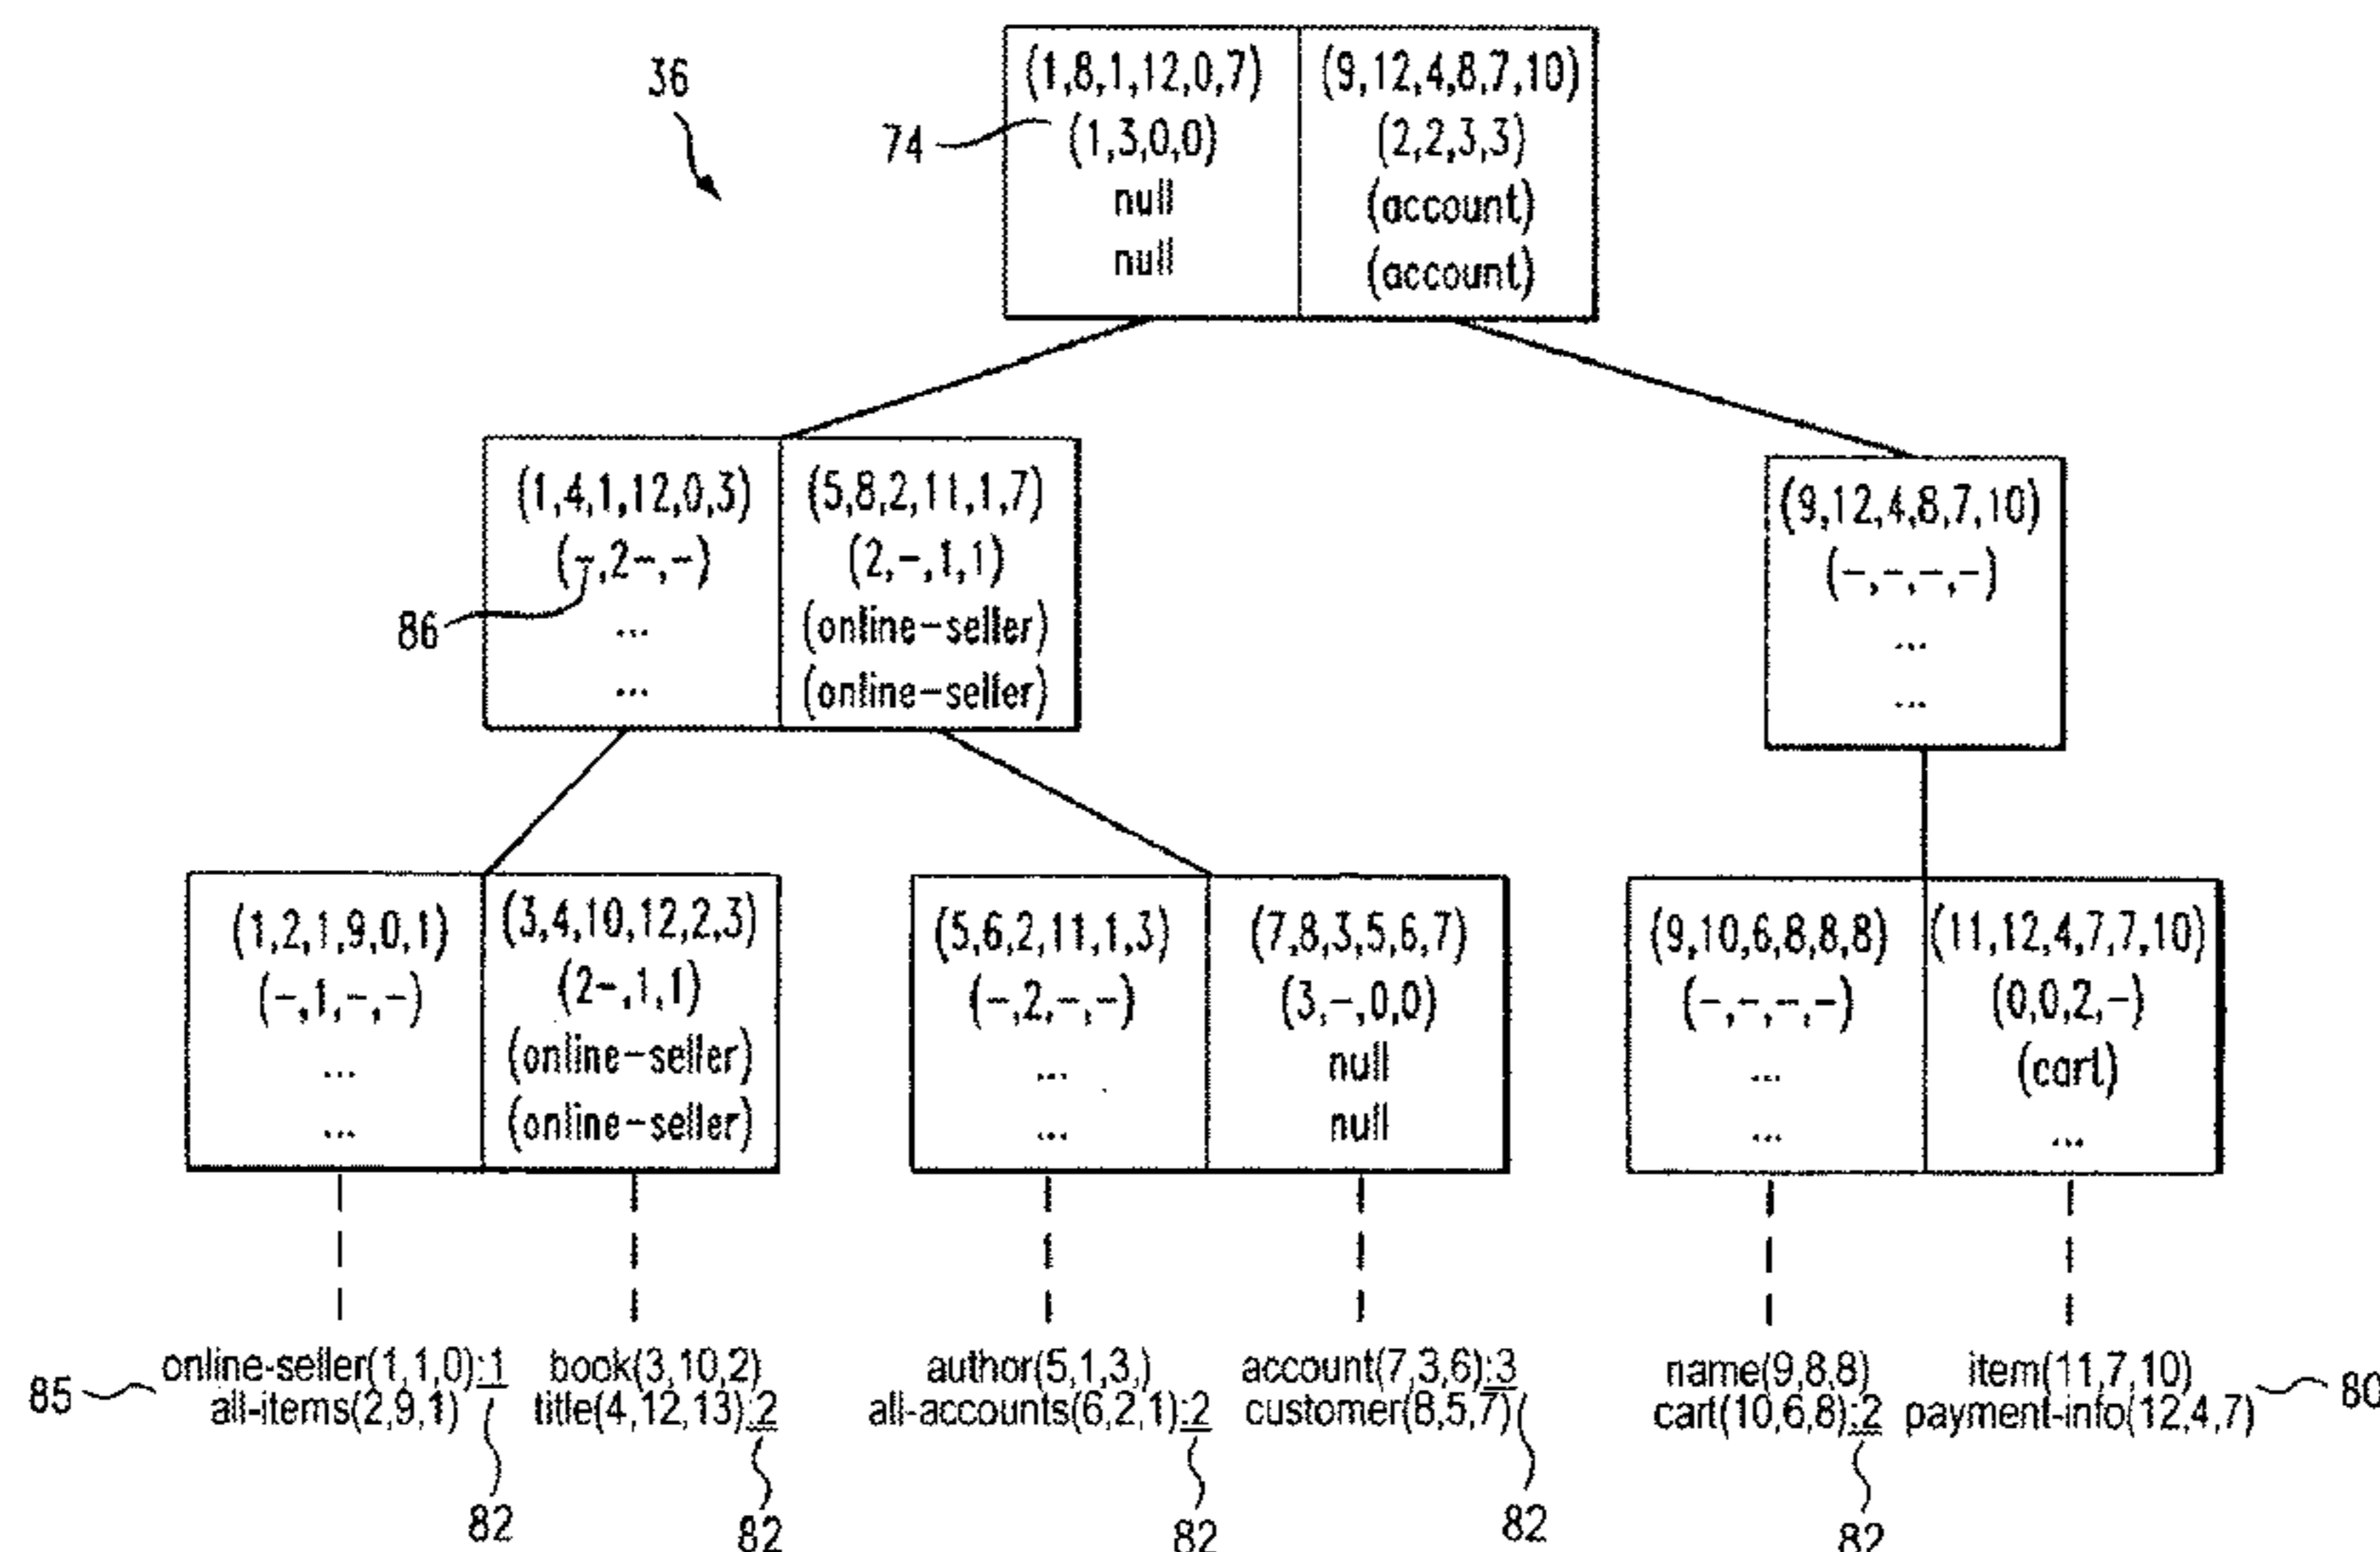 36
74
(1,8,1,12,0,7)
(1,3,0,0)
null
null
(9,12,4,8,7,10)
(2,2,3,3)
(account)
(account)
86
(1,4,1,12,0,3)
(-,2-,-)
...
...
(5,8,2,11,1,7)
(2,-,1,1)
(online-seller)
(online-seller)
(9,12,4,8,7,10)
(-,-,-,-)
...
...
(1,2,1,9,0,1)
(-,1,-,-)
...
...
(3,4,10,12,2,3)
(2-,1,1)
(online-seller)
(online-seller)
(5,6,2,11,1,3)
(-,2,-,-)
...
...
(7,8,3,5,6,7)
(3,-,0,0)
null
null
(9,10,6,8,8,8)
(-,-,-,-)
...
...
(11,12,4,7,7,10)
(0,0,2,-)
(cart)
...
85
online-seller(1,1,0):1
all-items(2,9,1)
82
book(3,10,2)
title(4,12,13):2
82
author(5,1,3,)
all-accounts(6,2,1):2
82
account(7,3,6):3
customer(8,5,7)
82
name(9,8,8)
cart(10,6,8):2
82
item(11,7,10)
payment-info(12,4,7)
80